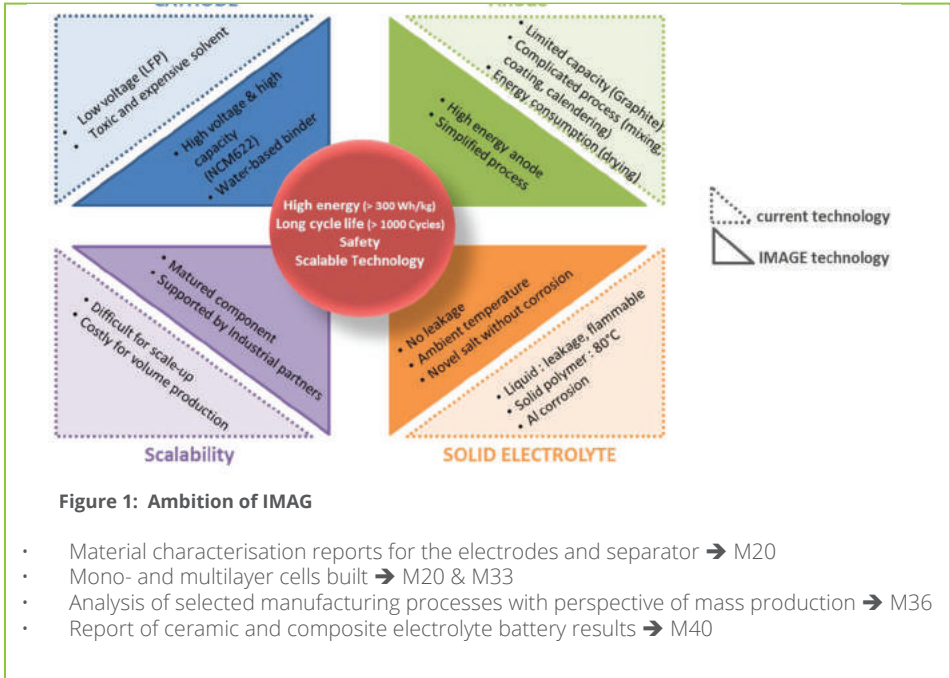 CATHODE
• Low voltage (LFP)
• Toxic and expensive solvent
• High voltage & high
capacity
(NCM622)
• Water-based binder
• Limited capacity (Graphite)
• Complicated process (mixing,
coating, calendering)
• Energy consumption (drying)
• High energy anode
• Simplified
process
High energy (> 300 Wh/kg)
Long cycle life (> 1000 Cycles)
Safety
Scalable Technology
current technology
IMAGE technology
• Matured component
• Supported by Industrial partners
• Difficult for scale-up
• Costly for volume production
• No leakage
• Ambient temperature
• Novel salt without corrosion
• Liquid : leakage, flammable
• Solid polymer : 80°C
• Al corrosion
Scalability
SOLID ELECTROLYTE
Figure 1: Ambition of IMAG
• Material characterisation reports for the electrodes and separator ➔ M20
• Mono- and multilayer cells built ➔ M20 & M33
• Analysis of selected manufacturing processes with perspective of mass production ➔ M36
• Report of ceramic and composite electrolyte battery results ➔ M40